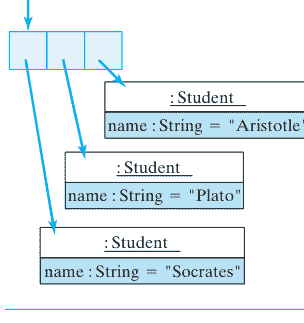 :Student
name : String = "Aristotle"
:Student
name : String = "Plato"
:Student
name : String = "Socrates"